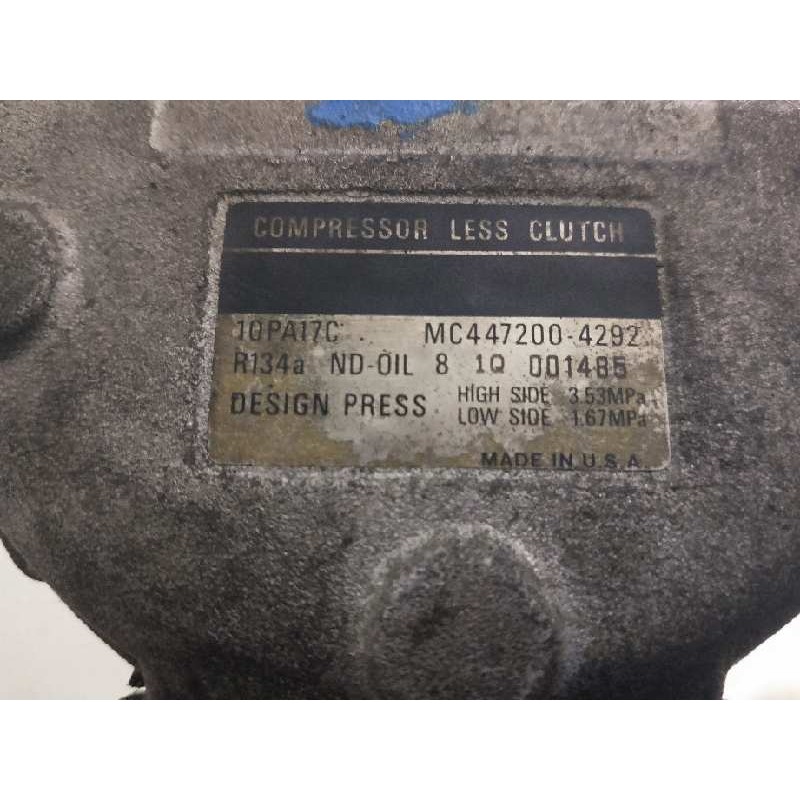 COMPRESSOR LESS CLUTCH
10PA17C MC447200-4292
R134a ND-OIL 8 1Q 001485
DESIGN PRESS HIGH SIDE 3.53MPa
LOW SIDE 1.67MPa
MADE IN U.S.A.